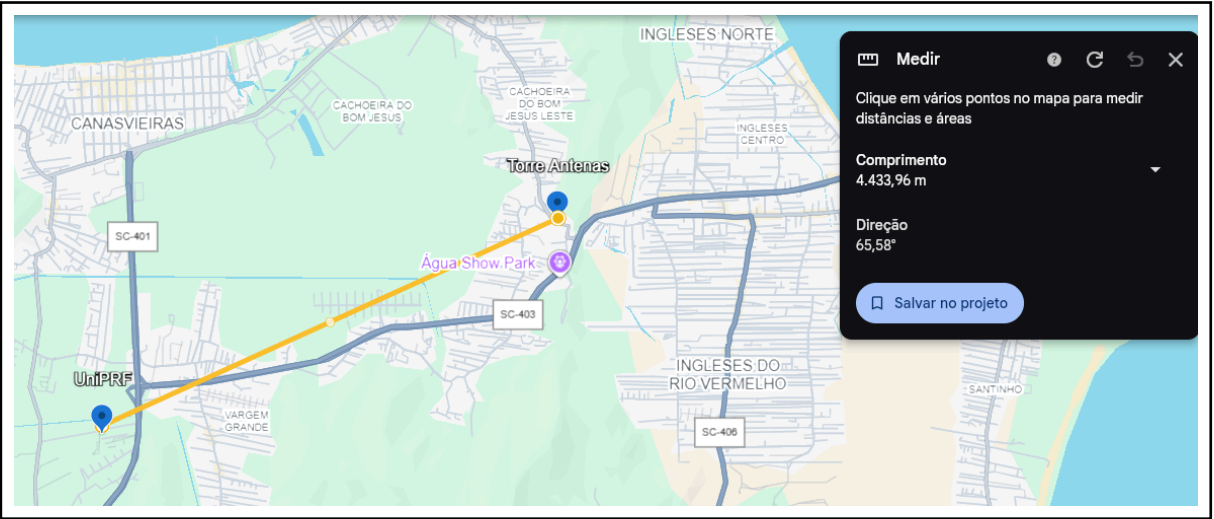 INGLESES NORTE
CANASVIEIRAS
CACHOEIRA DO
BOM JESUS
CACHOEIRA
DO BOM
JESUS LESTE
INGLESES
CENTRO
Torre Antenas
SC-401
Água Show Park
SC-403
UniPRF
VARGEM
GRANDE
INGLESES DO
RIO VERMELHO
SANTINHO
SC-406
Medir
Clique em vários pontos no mapa para medir
distâncias e áreas
Comprimento
4.433,96 m
Direção
65,58°
Salvar no projeto